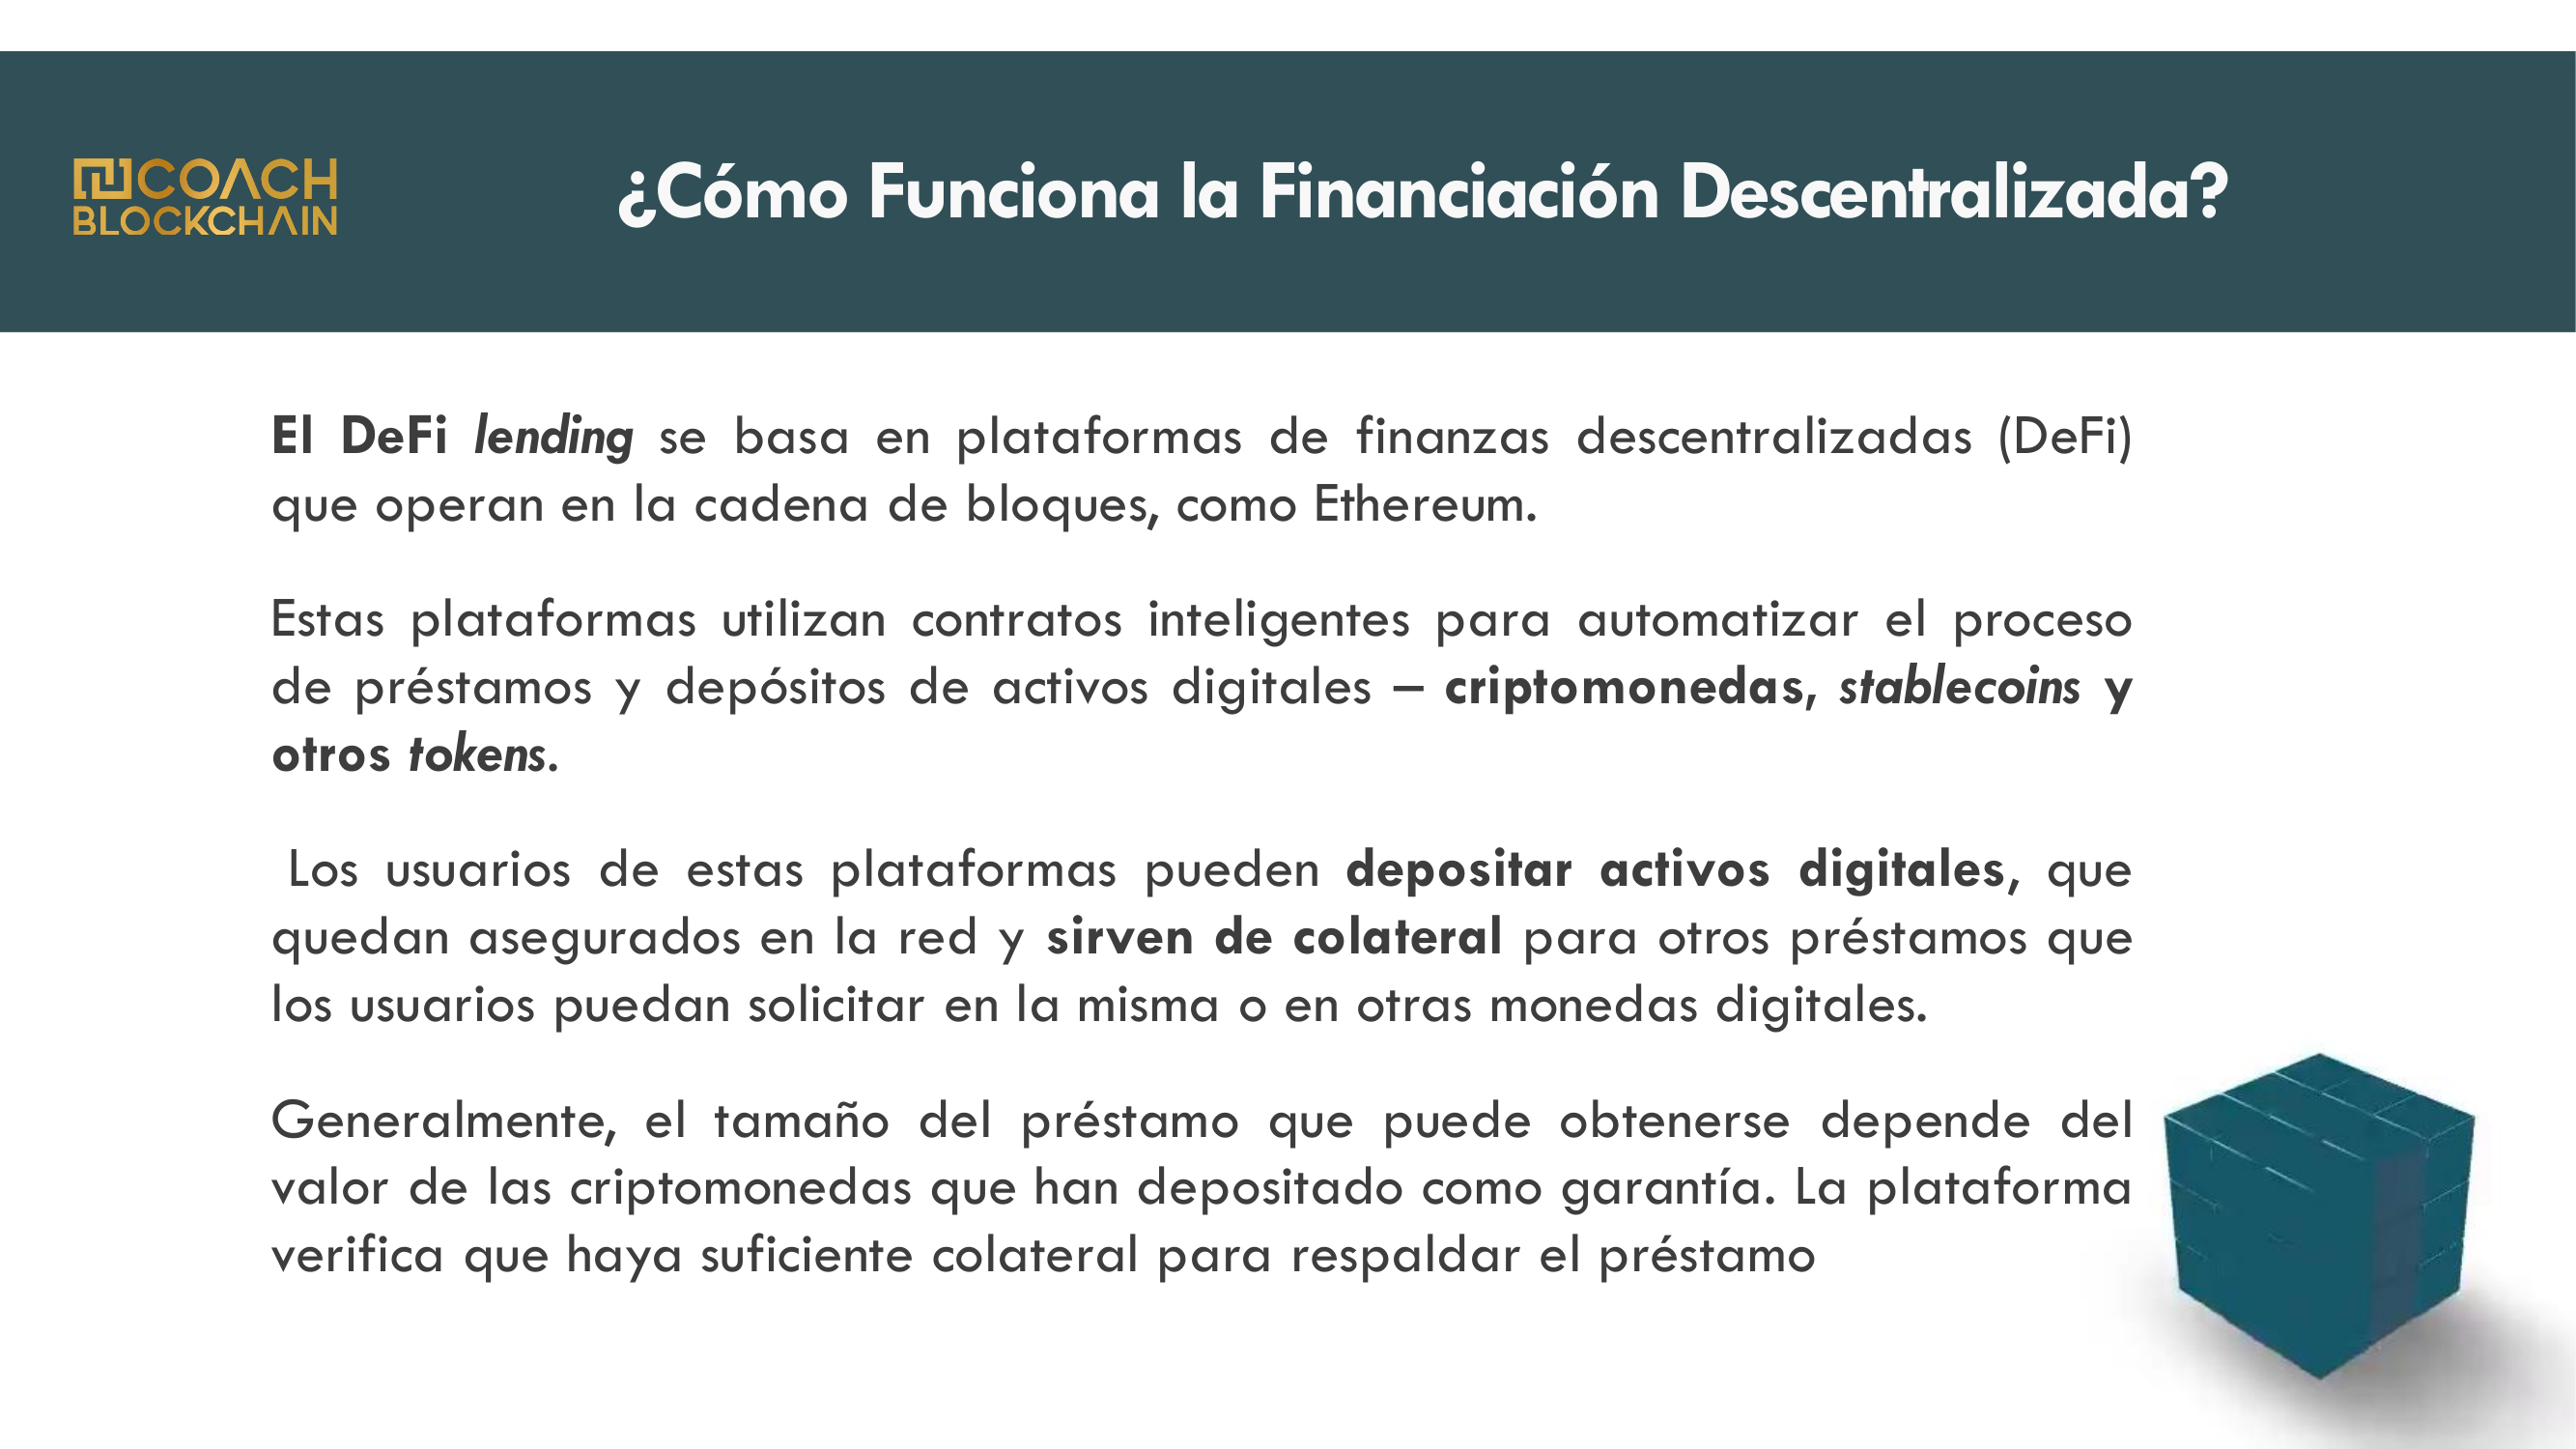 COACH
BLOCKCHAIN
¿Cómo Funciona la Financiación Descentralizada?
El DeFi lending se basa en plataformas de finanzas descentralizadas (DeFi)
que operan en la cadena de bloques, como Ethereum.
Estas plataformas utilizan contratos inteligentes para automatizar el proceso
de préstamos y depósitos de activos digitales – criptomonedas, stablecoins y
otros tokens.
Los usuarios de estas plataformas pueden depositar activos digitales, que
quedan asegurados en la red y sirven de colateral para otros préstamos que
los usuarios puedan solicitar en la misma o en otras monedas digitales.
Generalmente, el tamaño del préstamo que puede obtenerse depende del
valor de las criptomonedas que han depositado como garantía. La plataforma
verifica que haya suficiente colateral para respaldar el préstamo